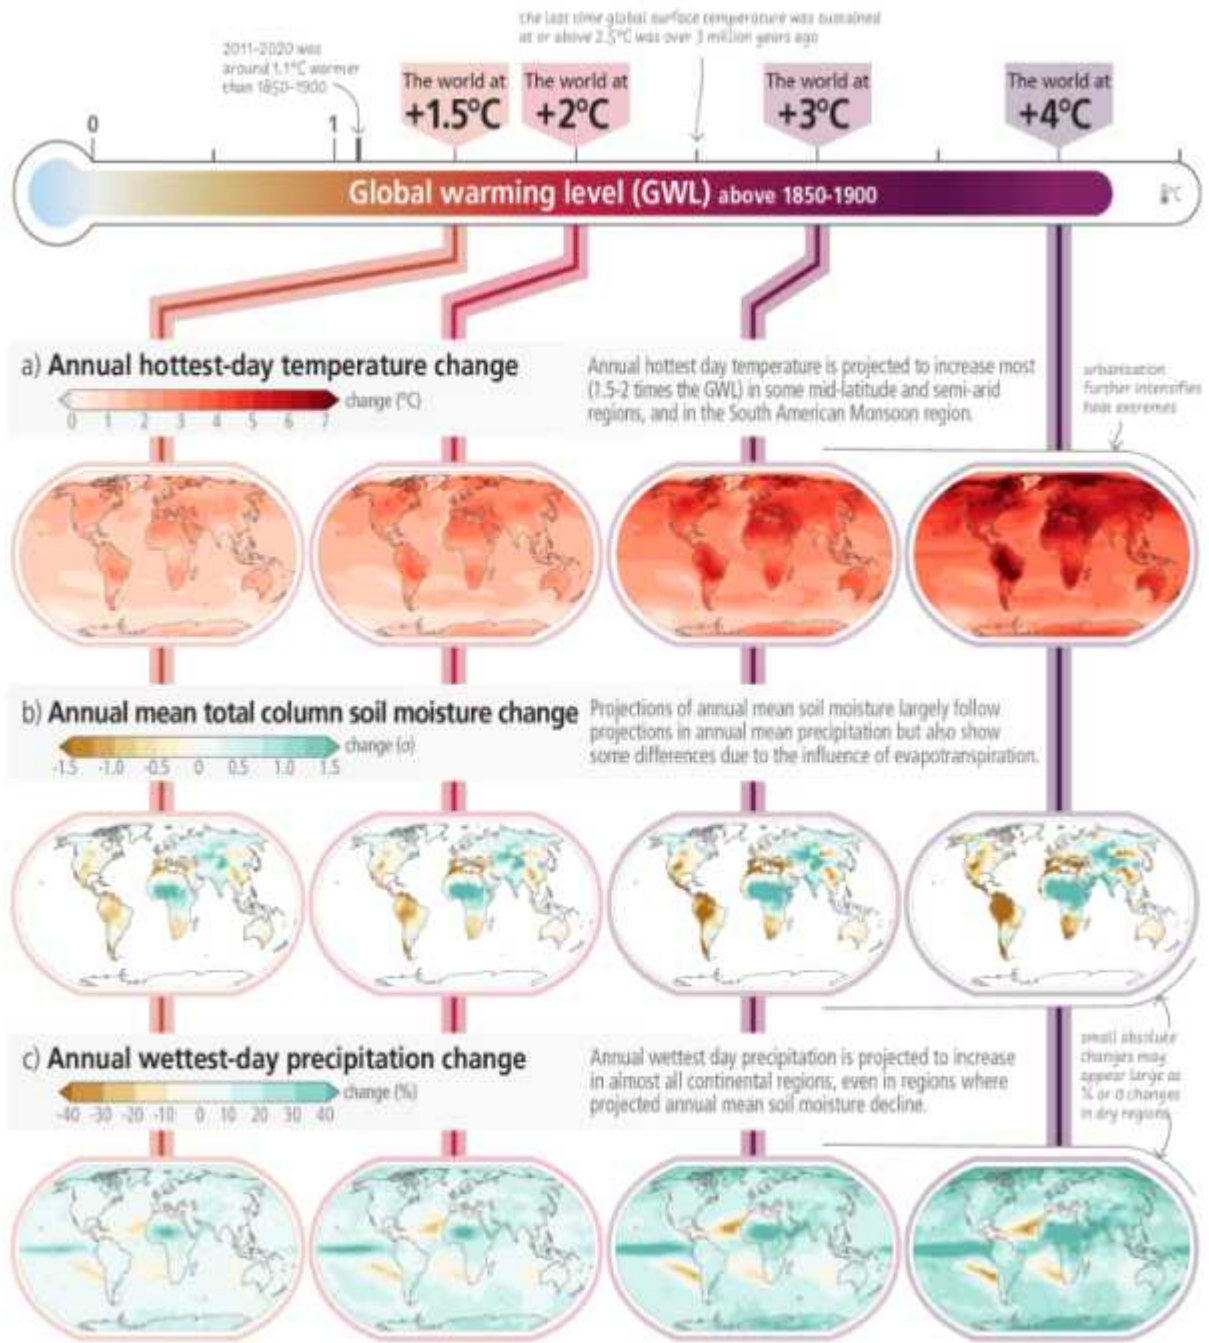 the last time global surface temperature was sustained
at or above 2.5°C was over 3 million years ago
2011-2020 was
around 1.1°C warmer
than 1850-1900
The world at
+1.5°C
The world at
+2°C
The world at
+3°C
The world at
+4°C
0
1
Global warming level (GWL) above 1850-1900
°C
a) Annual hottest-day temperature change
change (°C)
0 1 2 3 4 5 6 7
Annual hottest day temperature is projected to increase most
(1.5-2 times the GWL) in some mid-latitude and semi-arid
regions, and in the South American Monsoon region.
urbanisation
further intensifies
heat extremes
b) Annual mean total column soil moisture change
change (σ)
-1.5 -1.0 -0.5 0 0.5 1.0 1.5
Projections of annual mean soil moisture largely follow
projections in annual mean precipitation but also show
some differences due to the influence of evapotranspiration.
c) Annual wettest-day precipitation change
change (%)
-40 -30 -20 -10 0 10 20 30 40
Annual wettest day precipitation is projected to increase
in almost all continental regions, even in regions where
projected annual mean soil moisture decline.
small absolute
changes may
appear large as
% or σ changes
in dry regions